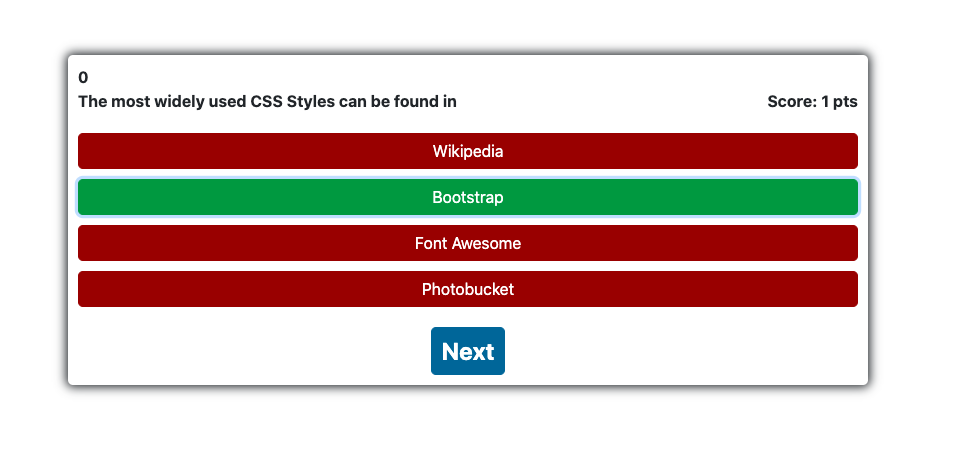 0
The most widely used CSS Styles can be found in
Score: 1 pts
Wikipedia
Bootstrap
Font Awesome
Photobucket
Next